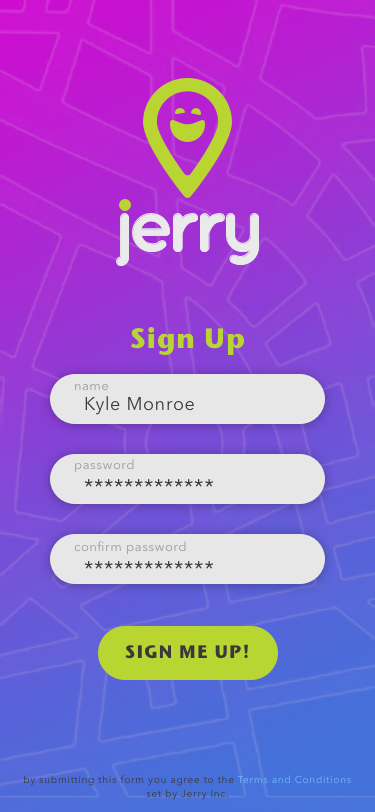 jerry
Sign Up
name
Kyle Monroe
password
*************
confirm password
*************
SIGN ME UP!
by submitting this form you agree to the Terms and Conditions
set by Jerry Inc.